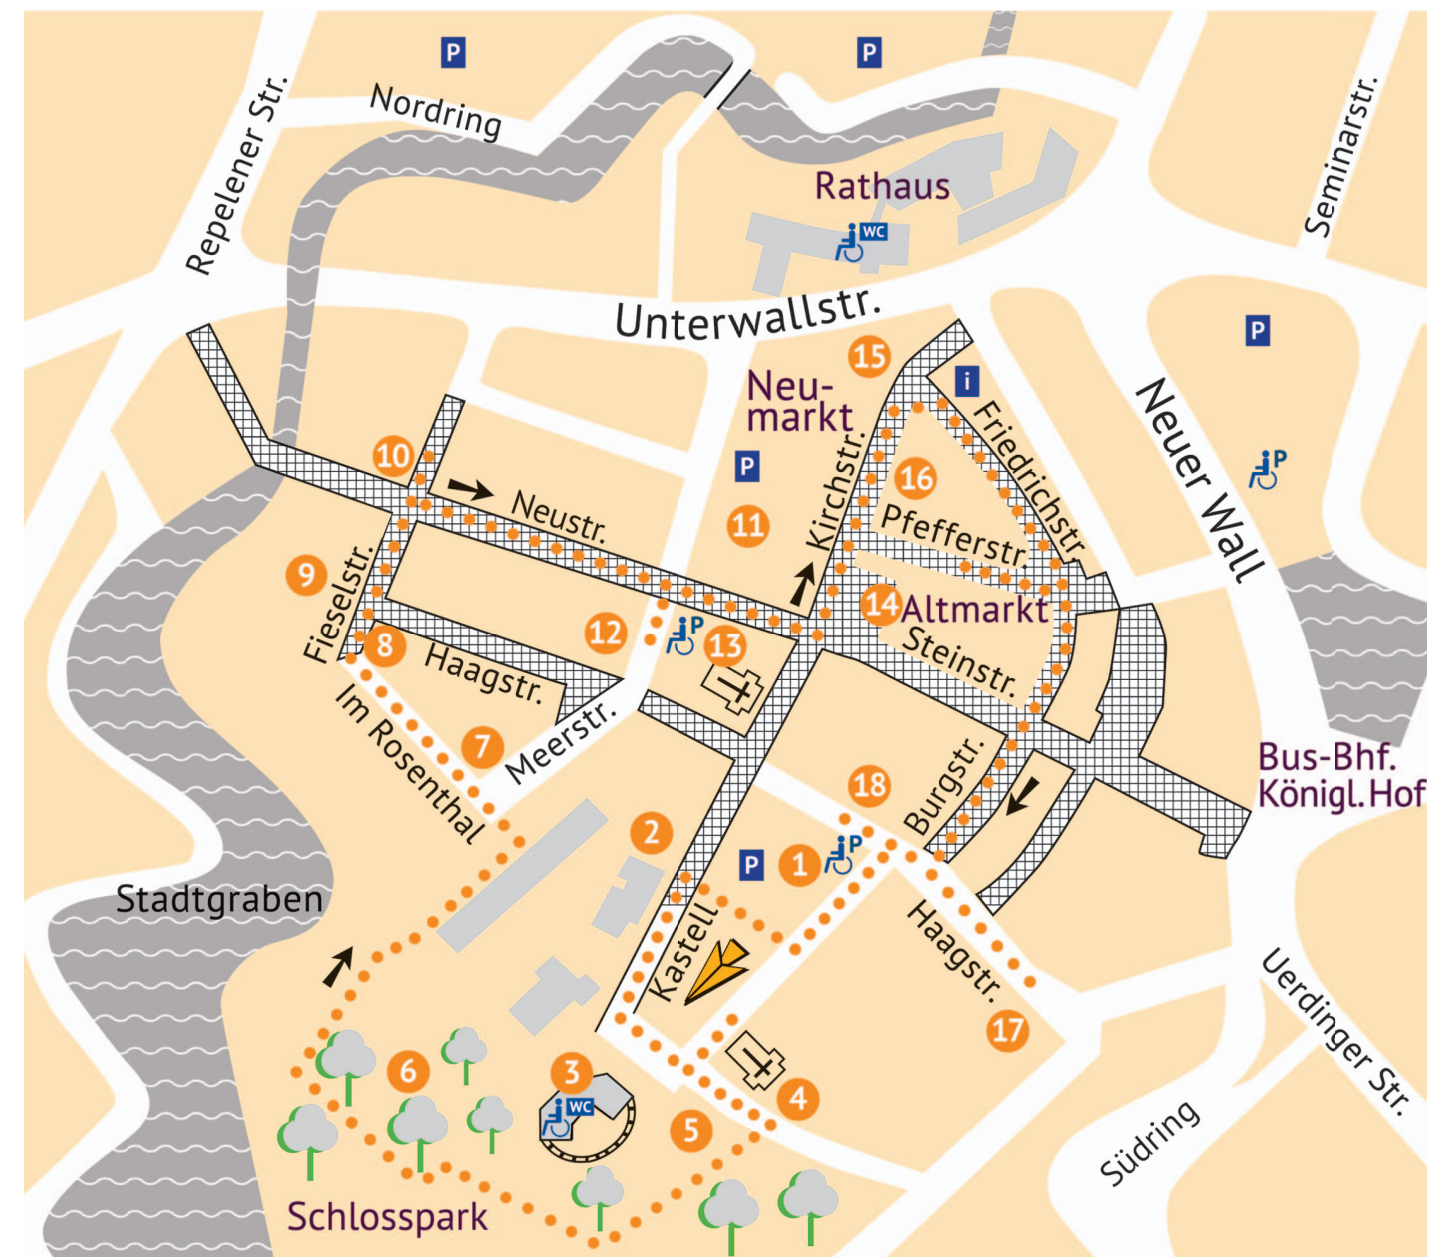 P
P
Nordring
Repelener Str.
Seminarstr.
Rathaus
WC
Unterwallstr.
P
15
Neu-
markt
i
Friedrichstr.
Neuer Wall
10
P
P
16
Kirchstr.
Neustr.
11
Pfefferstr.
9
Fieselstr.
14
Altmarkt
12
P
13
8
Haagstr.
Steinstr.
Im Rosenthal
7
Meerstr.
Burgstr.
Bus-Bhf.
Königl. Hof
18
2
P
1
P
Stadtgraben
Kastell
Haagstr.
17
Uerdinger Str.
6
3
WC
4
5
Südring
Schlosspark